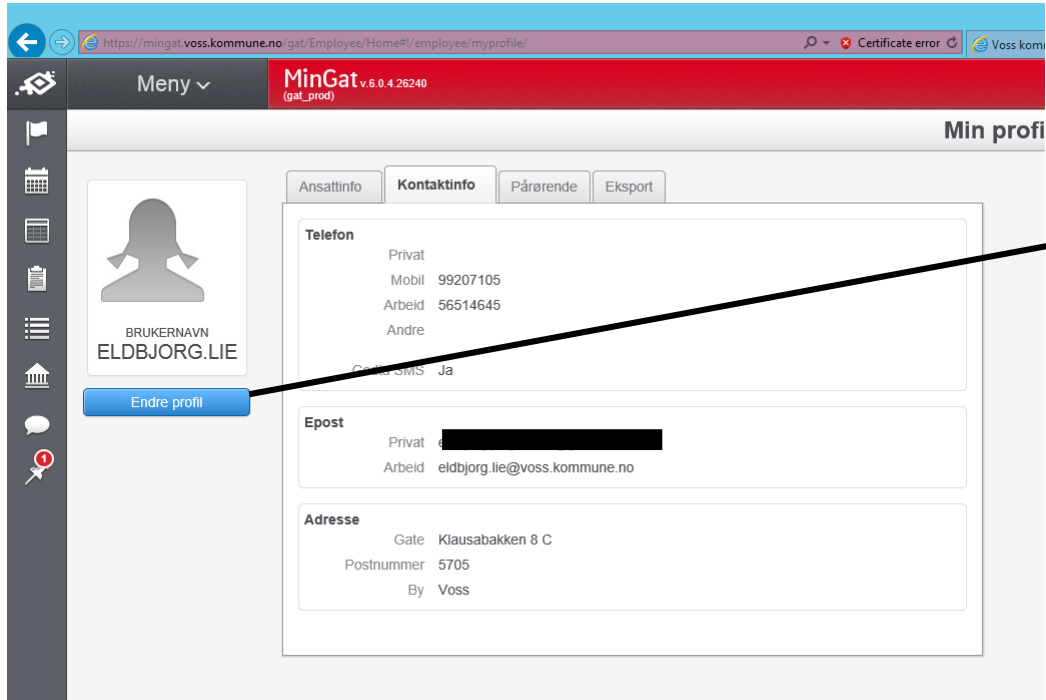 https://mingat.voss.kommune.no/gat/Employee/Home#!/employee/myprofile/
Certificate error
Voss kom
Meny
MinGat v.6.0.4.26240
(gat_prod)
Min profi
Ansattinfo
Kontaktinfo
Pårørende
Eksport
BRUKERNAVN
ELDBJORG.LIE
Endre profil
1
Telefon
Privat
Mobil 99207105
Arbeid 56514645
Andre
SMS Ja
Epost
Privat
Arbeid eldbjorg.lie@voss.kommune.no
Adresse
Gate Klausabakken 8 C
Postnummer 5705
By Voss